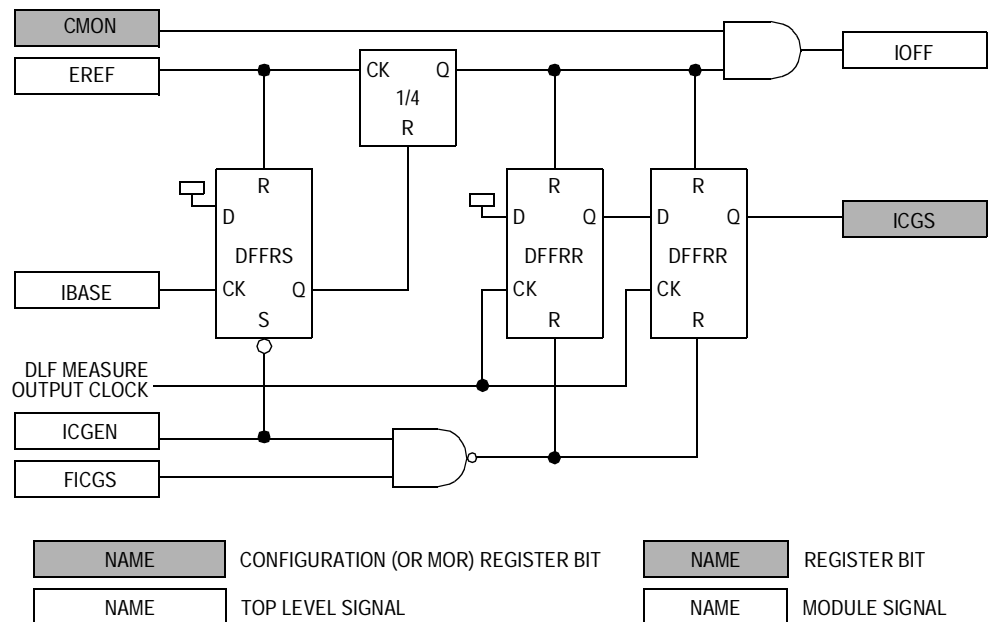 CMON
EREF
IOFF
CK Q
1/4
R
R
D
DFFRS
CK Q
S
R
D Q
DFFRR
CK
R
R
D Q
DFFRR
CK
R
ICGS
IBASE
DLF MEASURE
OUTPUT CLOCK
ICGEN
FICGS
NAME CONFIGURATION (OR MOR) REGISTER BIT
NAME REGISTER BIT
NAME TOP LEVEL SIGNAL
NAME MODULE SIGNAL